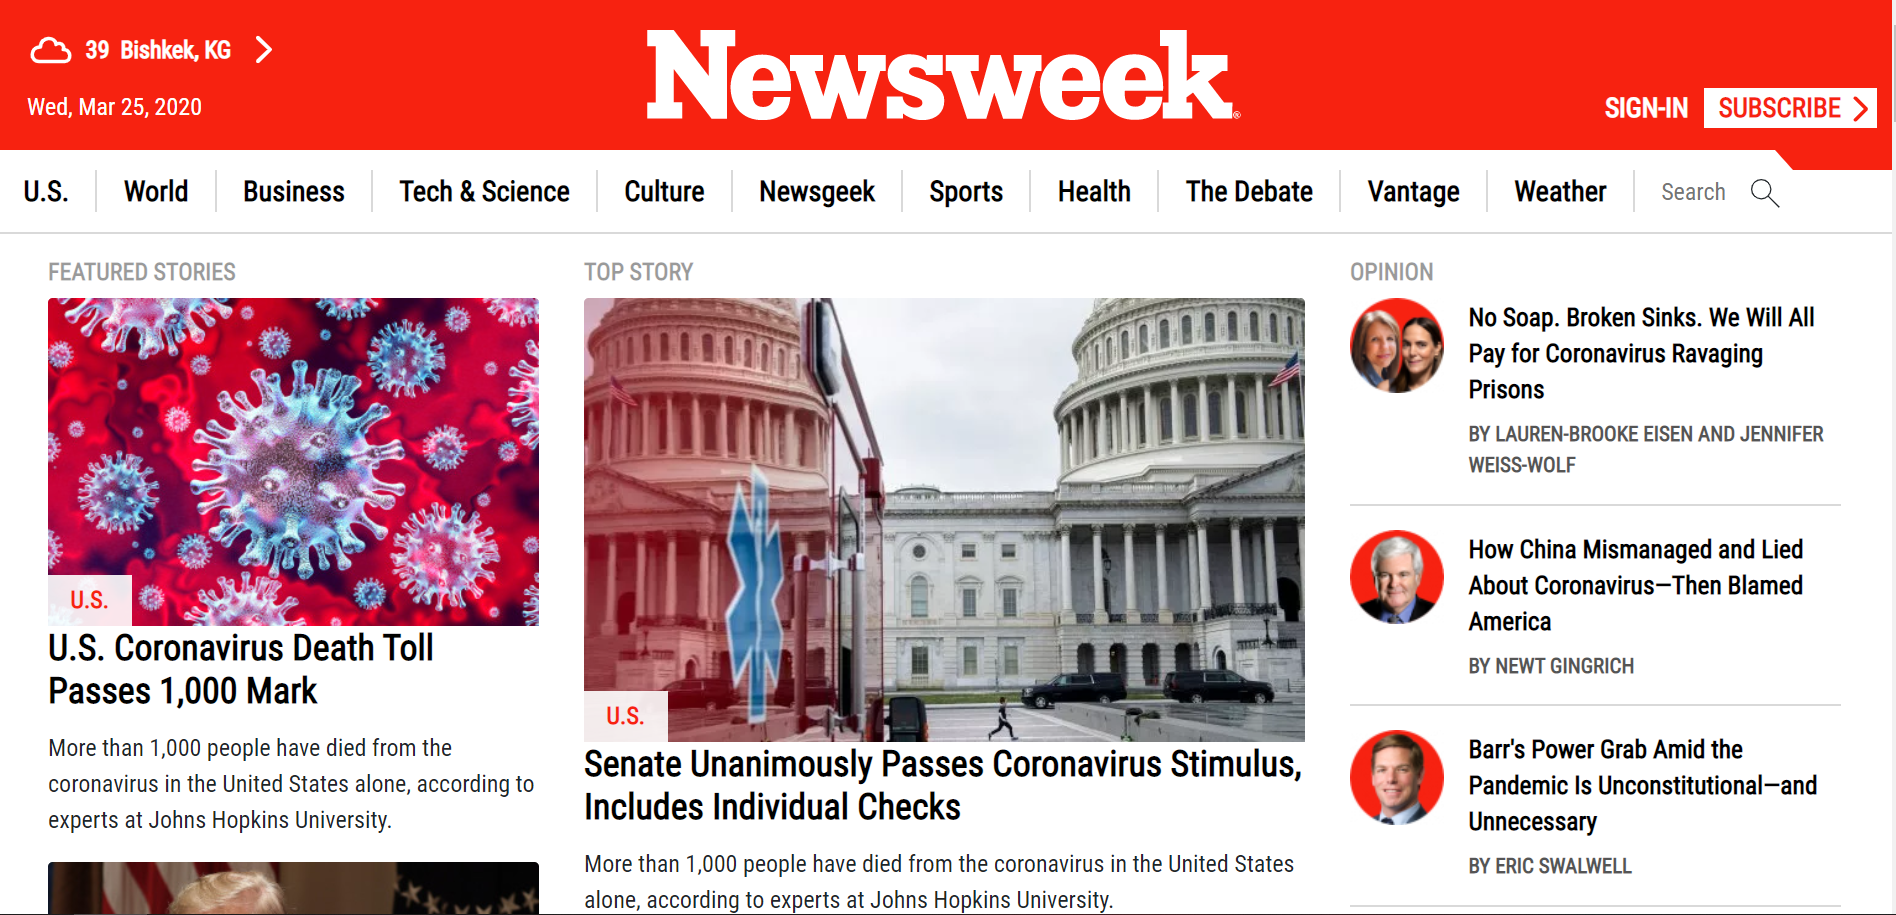 39 Bishkek, KG
Wed, Mar 25, 2020
Newsweek®
SIGN-IN
SUBSCRIBE
U.S.
World
Business
Tech & Science
Culture
Newsgeek
Sports
Health
The Debate
Vantage
Weather
Search
FEATURED STORIES
U.S.
U.S. Coronavirus Death Toll
Passes 1,000 Mark
More than 1,000 people have died from the
coronavirus in the United States alone, according to
experts at Johns Hopkins University.
TOP STORY
U.S.
Senate Unanimously Passes Coronavirus Stimulus,
Includes Individual Checks
More than 1,000 people have died from the coronavirus in the United States
alone, according to experts at Johns Hopkins University.
OPINION
No Soap. Broken Sinks. We Will All
Pay for Coronavirus Ravaging
Prisons
BY LAUREN-BROOKE EISEN AND JENNIFER
WEISS-WOLF
How China Mismanaged and Lied
About Coronavirus—Then Blamed
America
BY NEWT GINGRICH
Barr's Power Grab Amid the
Pandemic Is Unconstitutional—and
Unnecessary
BY ERIC SWALWELL